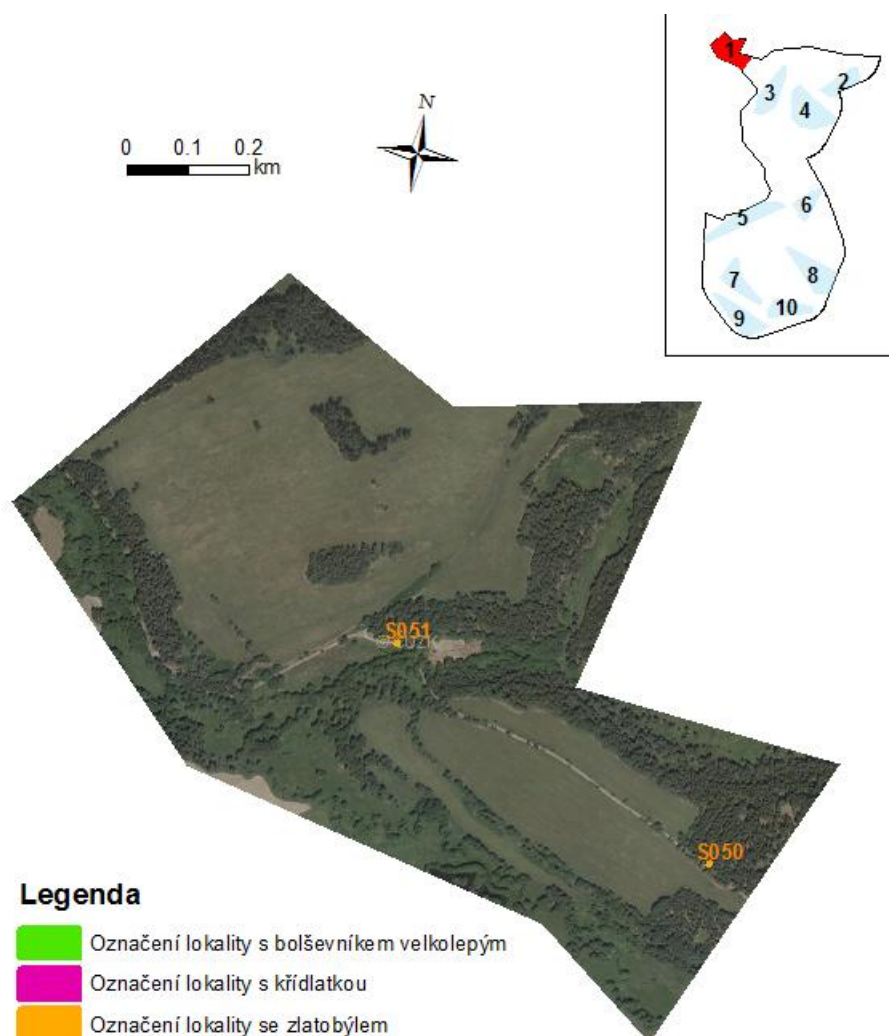 N
0 0.1 0.2
km
1
2
3
4
5
6
7
8
9
10
S051
S050
Legenda
Označení lokality s bolševníkem velkolepým
Označení lokality s křídlatkou
Označení lokality se zlatobýlem